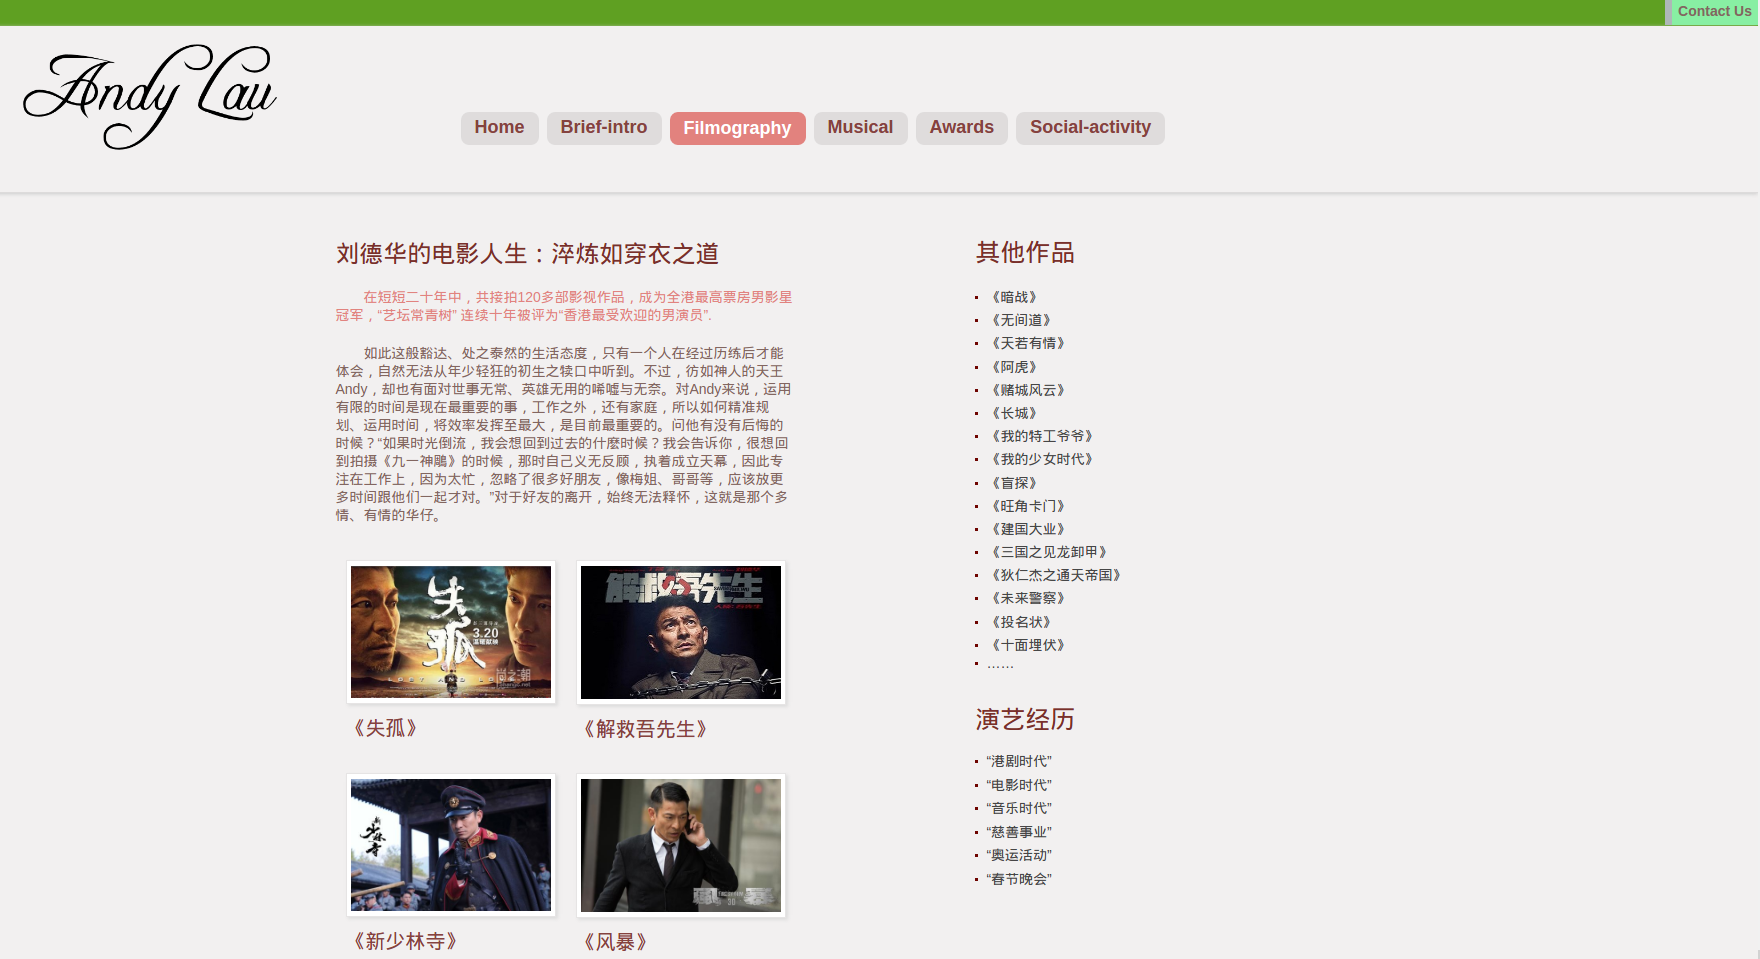 Contact Us
Andy Lau
Home
Brief-intro
Filmography
Musical
Awards
Social-activity
刘德华的电影人生：淬炼如穿衣之道
在短短二十年中，共接拍120多部影视作品，成为全港最高票房男影星
冠军，“艺坛常青树” 连续十年被评为“香港最受欢迎的男演员”.
如此这般豁达、处之泰然的生活态度，只有一个人在经过历练后才能
体会，自然无法从年少轻狂的初生之犊口中听到。不过，彷如神人的天王
Andy，却也有面对世事无常、英雄无用的唏嘘与无奈。对Andy来说，运用
有限的时间是现在最重要的事，工作之外，还有家庭，所以如何精准规
划、运用时间，将效率发挥至最大，是目前最重要的。问他有没有后悔的
时候？“如果时光倒流，我会想回到过去的什麽时候？我会告诉你，很想回
到拍摄《九一神鵰》的时候，那时自己义无反顾，执着成立天幕，因此专
注在工作上，因为太忙，忽略了很多好朋友，像梅姐、哥哥等，应该放更
多时间跟他们一起才对。”对于好友的离开，始终无法释怀，这就是那个多
情、有情的华仔。
失孤
3.20
解救吾先生
《失孤》
《解救吾先生》
新少林寺
《新少林寺》
《风暴》
其他作品
《暗战》
《无间道》
《天若有情》
《阿虎》
《赌城风云》
《长城》
《我的特工爷爷》
《我的少女时代》
《盲探》
《旺角卡门》
《建国大业》
《三国之见龙卸甲》
《狄仁杰之通天帝国》
《未来警察》
《投名状》
《十面埋伏》
……
演艺经历
“港剧时代”
“电影时代”
“音乐时代”
“慈善事业”
“奥运活动”
“春节晚会”